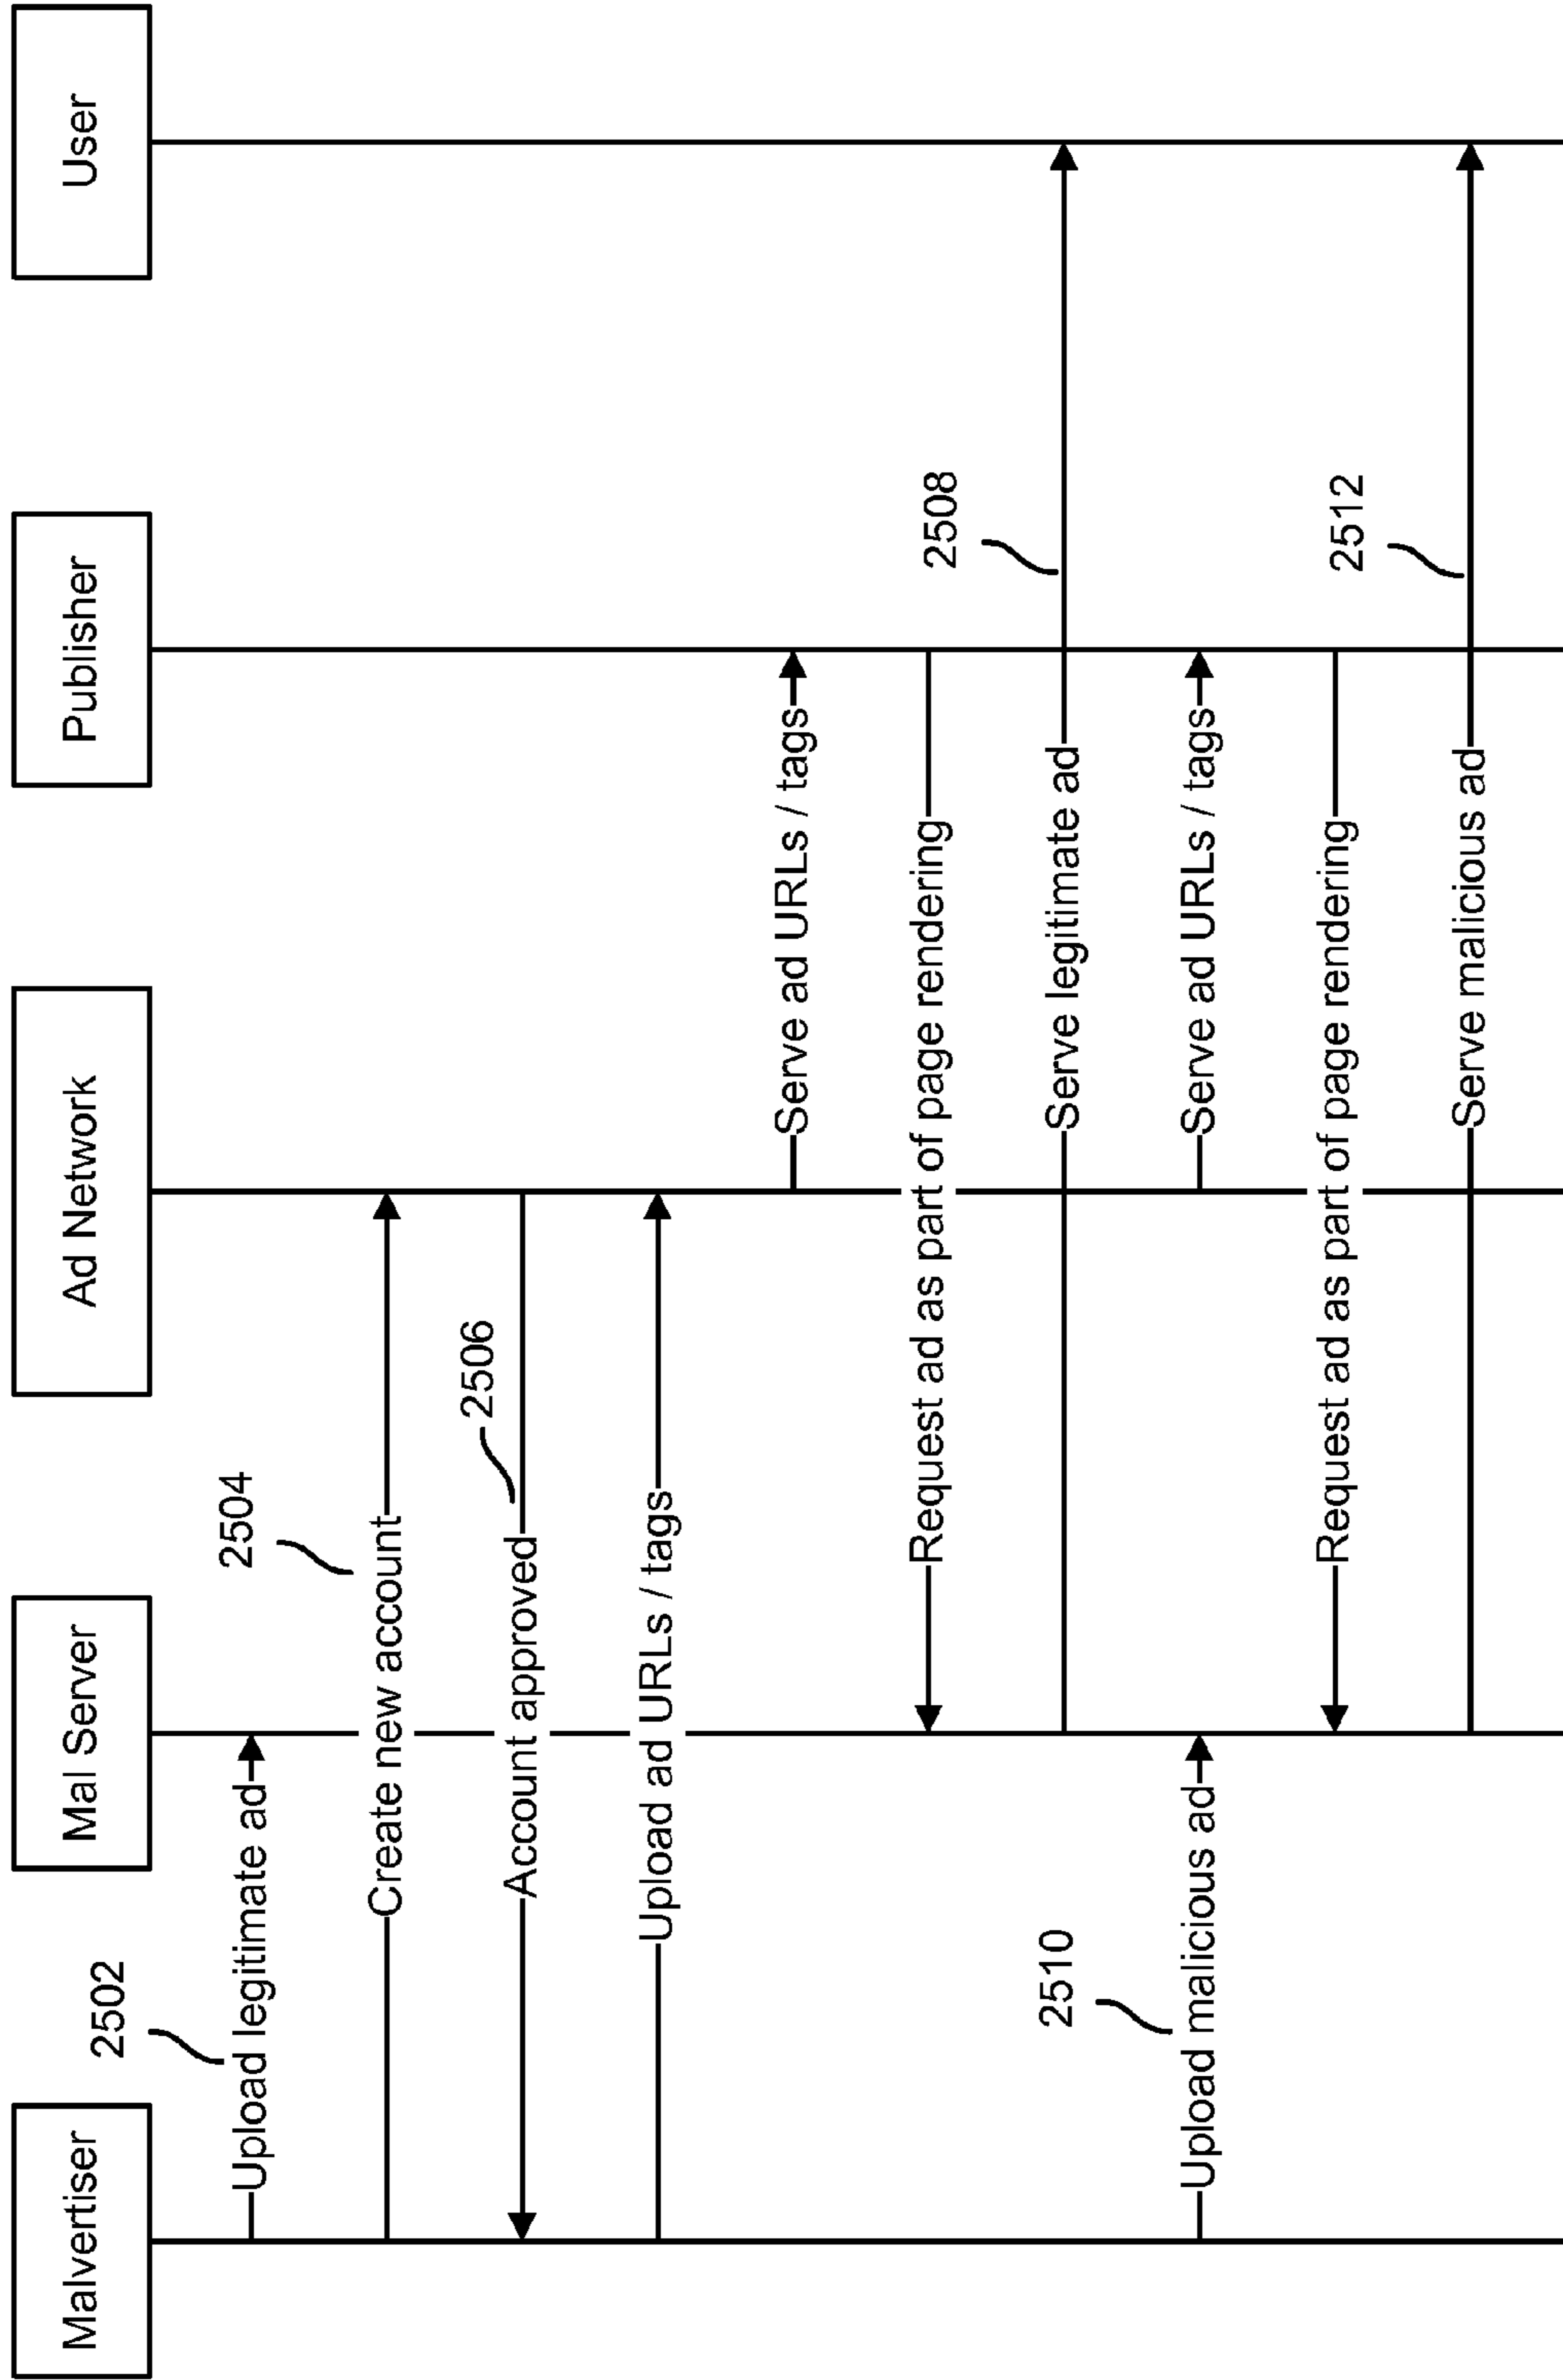 Malvertiser
Mal Server
Ad Network
Publisher
User
2502
Upload legitimate ad
2504
Create new account
2506
Account approved
Upload ad URLs / tags
Serve ad URLs / tags
Request ad as part of page rendering
2508
Serve legitimate ad
2510
Upload malicious ad
Serve ad URLs / tags
Request ad as part of page rendering
2512
Serve malicious ad